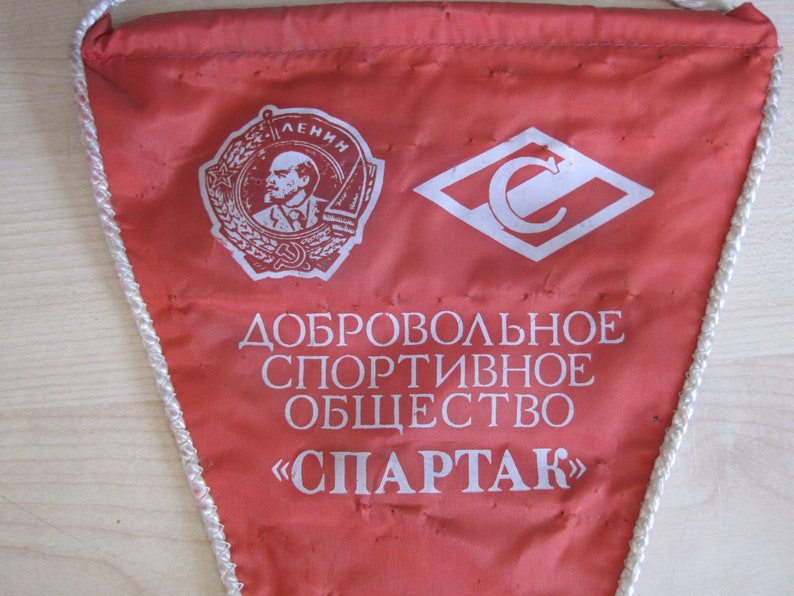 ЛЕНИН
С
ДОБРОВОЛЬНОЕ
СПОРТИВНОЕ
ОБЩЕСТВО
«СПАРТАК»